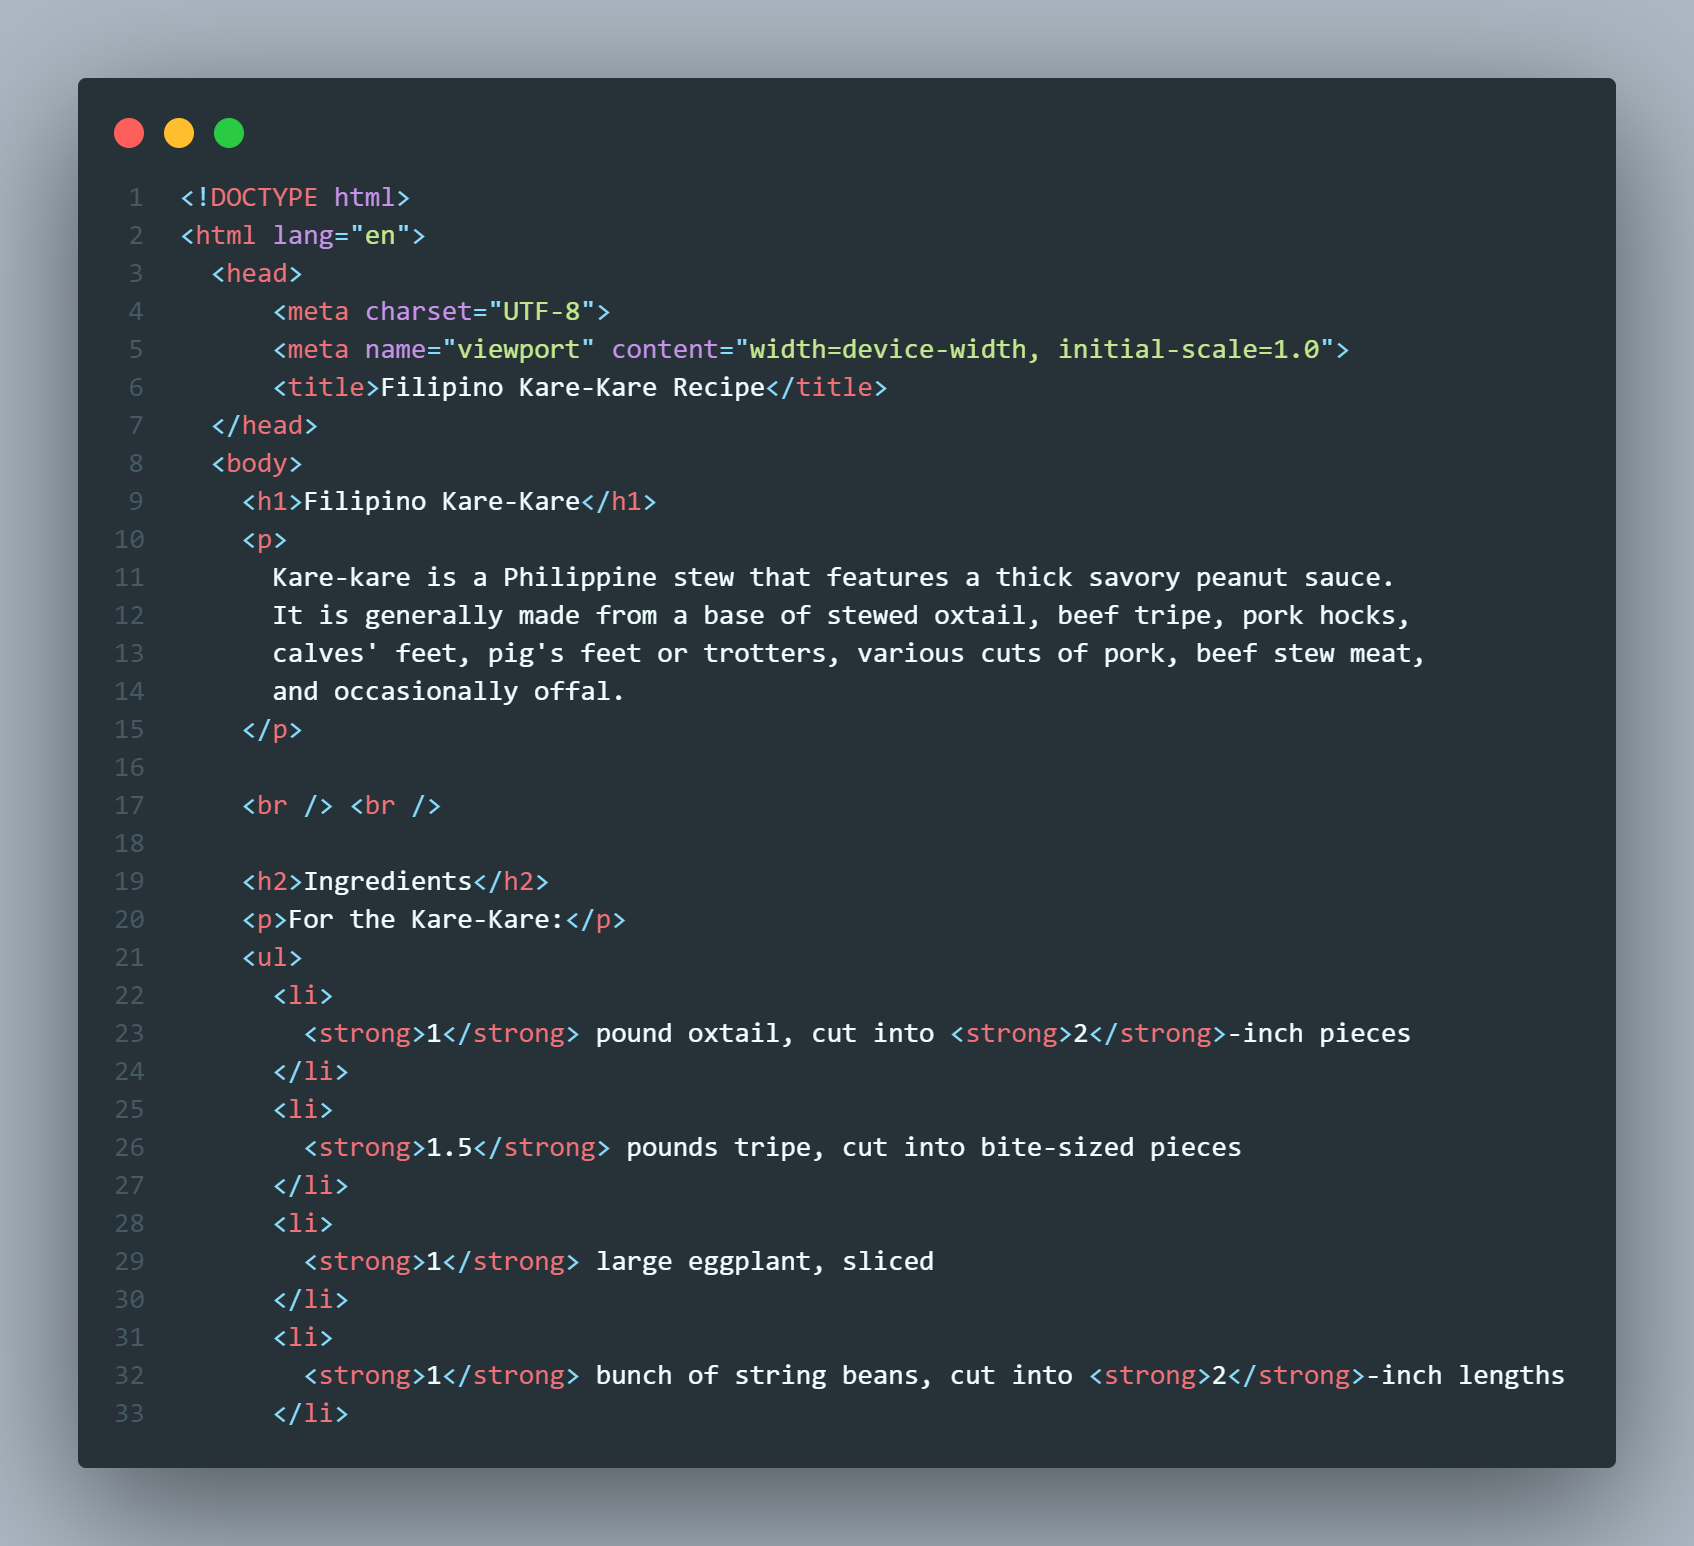 1 <!DOCTYPE html>
2 <html lang="en">
3   <head>
4       <meta charset="UTF-8">
5       <meta name="viewport" content="width=device-width, initial-scale=1.0">
6       <title>Filipino Kare-Kare Recipe</title>
7   </head>
8   <body>
9     <h1>Filipino Kare-Kare</h1>
10     <p>
11       Kare-kare is a Philippine stew that features a thick savory peanut sauce.
12       It is generally made from a base of stewed oxtail, beef tripe, pork hocks,
13       calves' feet, pig's feet or trotters, various cuts of pork, beef stew meat,
14       and occasionally offal.
15     </p>
16
17     <br /> <br />
18
19     <h2>Ingredients</h2>
20     <p>For the Kare-Kare:</p>
21     <ul>
22       <li>
23         <strong>1</strong> pound oxtail, cut into <strong>2</strong>-inch pieces
24       </li>
25       <li>
26         <strong>1.5</strong> pounds tripe, cut into bite-sized pieces
27       </li>
28       <li>
29         <strong>1</strong> large eggplant, sliced
30       </li>
31       <li>
32         <strong>1</strong> bunch of string beans, cut into <strong>2</strong>-inch lengths
33       </li>